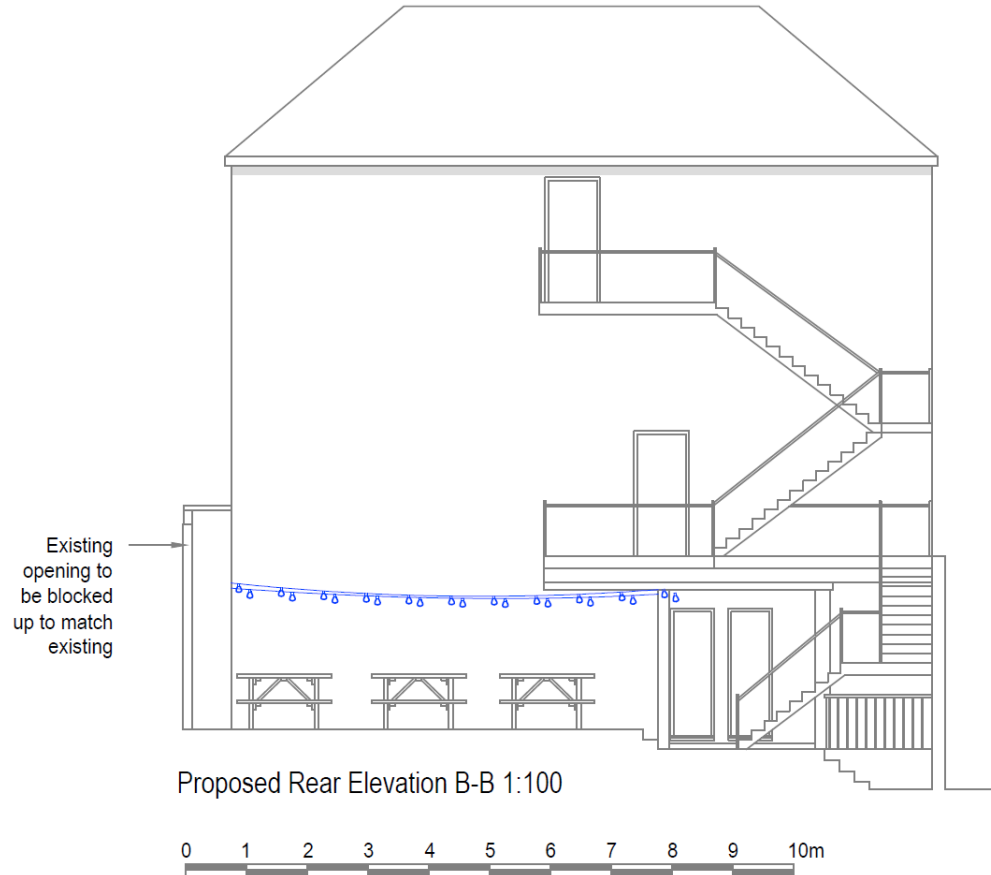 Existing
opening to
be blocked
up to match
existing
Proposed Rear Elevation B-B 1:100
0 1 2 3 4 5 6 7 8 9 10m